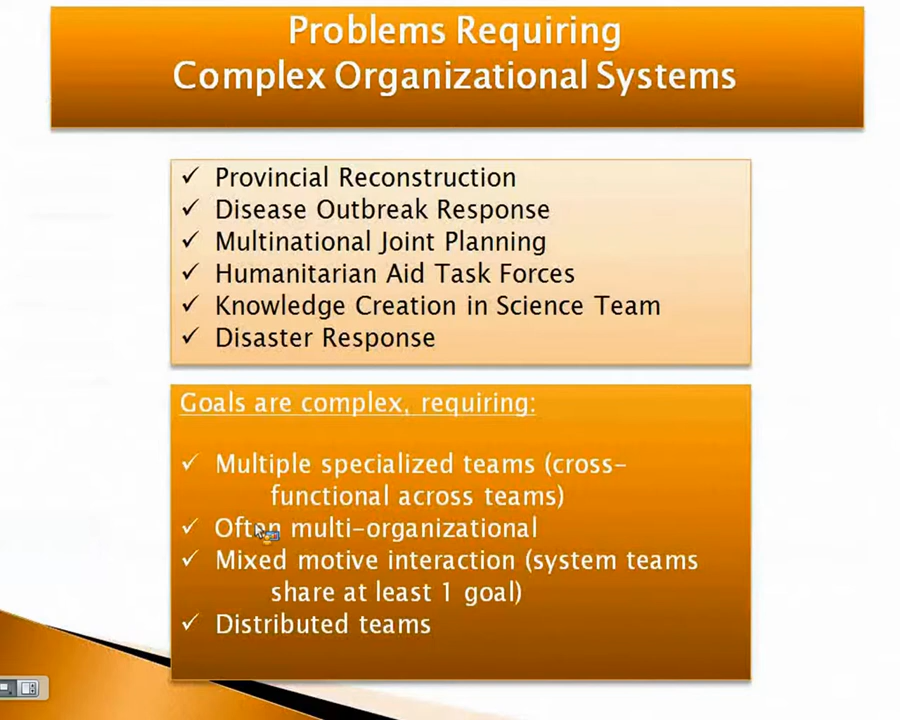 Problems Requiring
Complex Organizational Systems
✓ Provincial Reconstruction
✓ Disease Outbreak Response
✓ Multinational Joint Planning
✓ Humanitarian Aid Task Forces
✓ Knowledge Creation in Science Team
✓ Disaster Response
Goals are complex, requiring:
✓ Multiple specialized teams (cross-
functional across teams)
✓ Often multi-organizational
✓ Mixed motive interaction (system teams
share at least 1 goal)
✓ Distributed teams